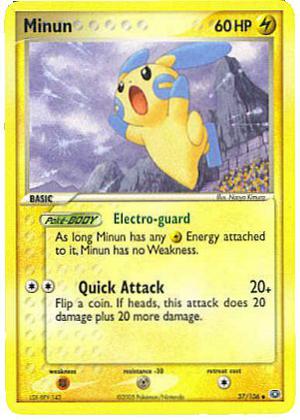 Minun 60 HP
BASIC
Illus. Naoyo Kimura
Poké-BODY Electro-guard
As long Minun has any Energy attached
to it, Minun has no Weakness.
Quick Attack 20+
Flip a coin. If heads, this attack does 20
damage plus 20 more damage.
weakness resistance -30 retreat cost
©2005 Pokémon/Nintendo 37/106